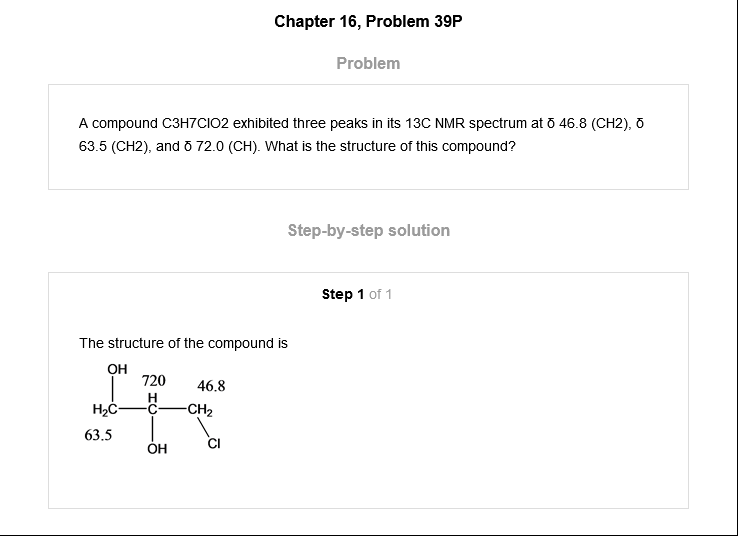 Chapter 16, Problem 39P
Problem
A compound C3H7ClO2 exhibited three peaks in its 13C NMR spectrum at δ 46.8 (CH2), δ
63.5 (CH2), and δ 72.0 (CH). What is the structure of this compound?
Step-by-step solution
Step 1 of 1
The structure of the compound is
OH
720
46.8
H
H₂C C CH₂
63.5
OH
Cl